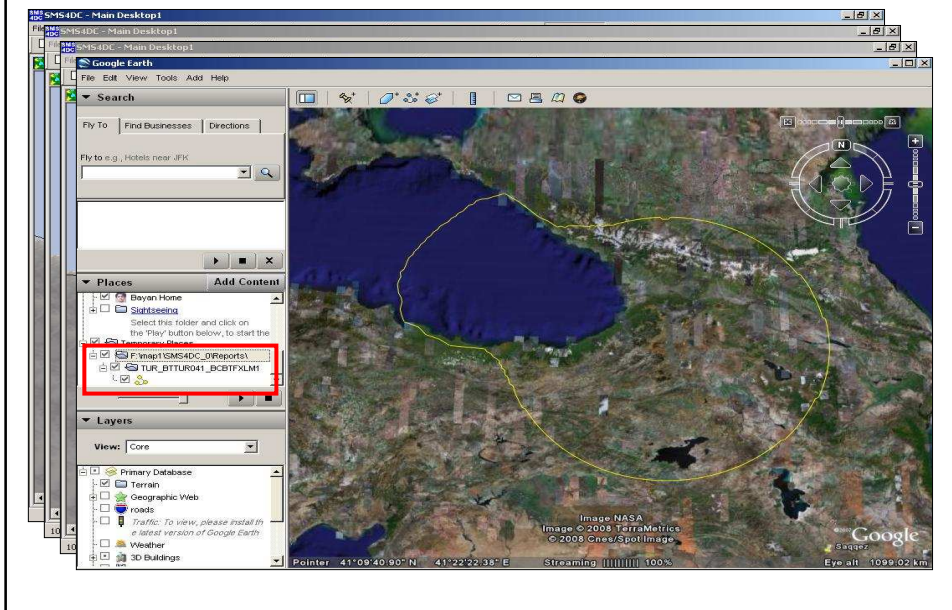 SMS4DC - Main Desktop1
SMS4DC - Main Desktop1
SMS4DC - Main Desktop1
Google Earth
File Edit View Tools Add Help
Search
Fly To Find Businesses Directions
Fly to e.g., Hotels near JFK
Places Add Content
Bayan Home
Sightseeing
Select this folder and click on
the 'Play' button below, to start the
Temporary Places
F:\map1\SMS4DC_0\Reports\
TUR_BTTUR041_BCBTFXLM1
Layers
View: Core
Primary Database
Terrain
Geographic Web
roads
Traffic: To view, please install th
e latest version of Google Earth
Weather
3D Buildings
N
Image NASA
Image © 2008 TerraMetrics
© 2008 Cnes/Spot Image
Google
Saqqez
Pointer 41°09'40.90" N 41°22'22.38" E Streaming 100% Eye alt 1099.02 km
10
10